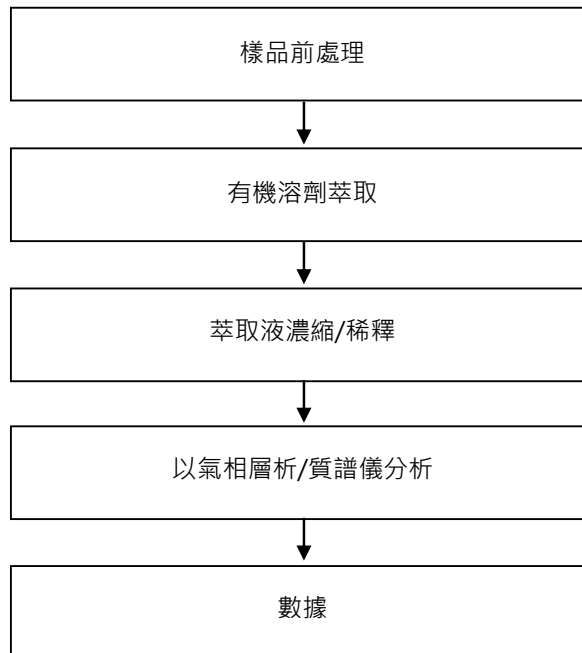 樣品前處理
有機溶劑萃取
萃取液濃縮/稀釋
以氣相層析/質譜儀分析
數據